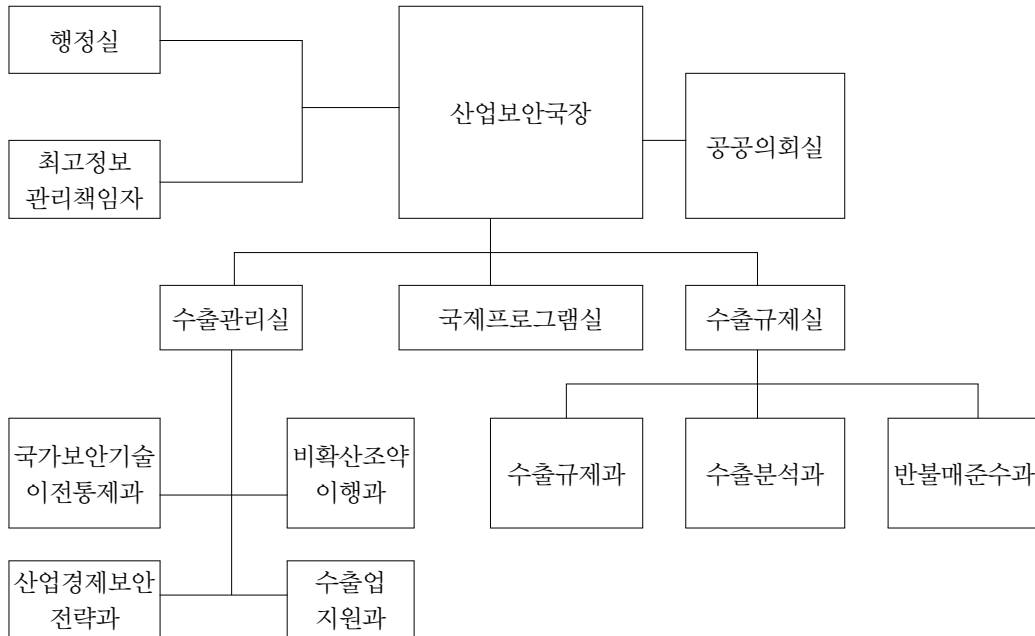 행정실
산업보안국장
공공의회실
최고정보
관리책임자
수출관리실
국제프로그램실
수출규제실
국가보안기술
이전통제과
비확산조약
이행과
수출규제과
수출분석과
반불매준수과
산업경제보안
전략과
수출업
지원과